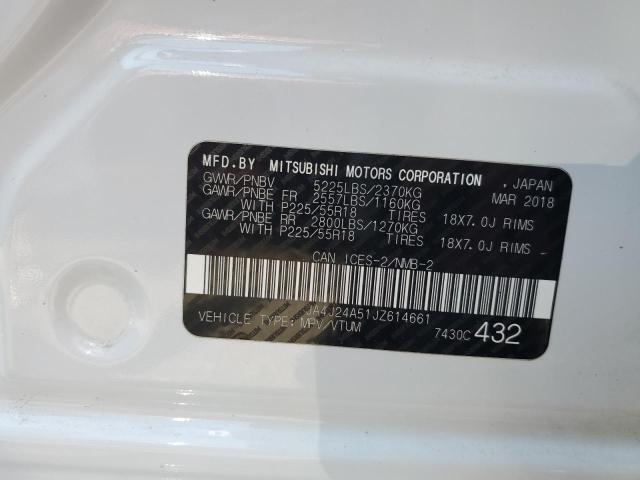 MFD.BY MITSUBISHI MOTORS CORPORATION , JAPAN
GVWR/PNBV 5225LBS/2370KG MAR 2018
GAWR/PNBE FR 2557LBS/1160KG
WITH P225/55R18 TIRES 18X7.0J RIMS
GAWR/PNBE RR 2800LBS/1270KG
WITH P225/55R18 TIRES 18X7.0J RIMS
CAN ICES-2/NMB-2
JA4J24A51JZ614661
VEHICLE TYPE:MPV/VTUM 7430C 432